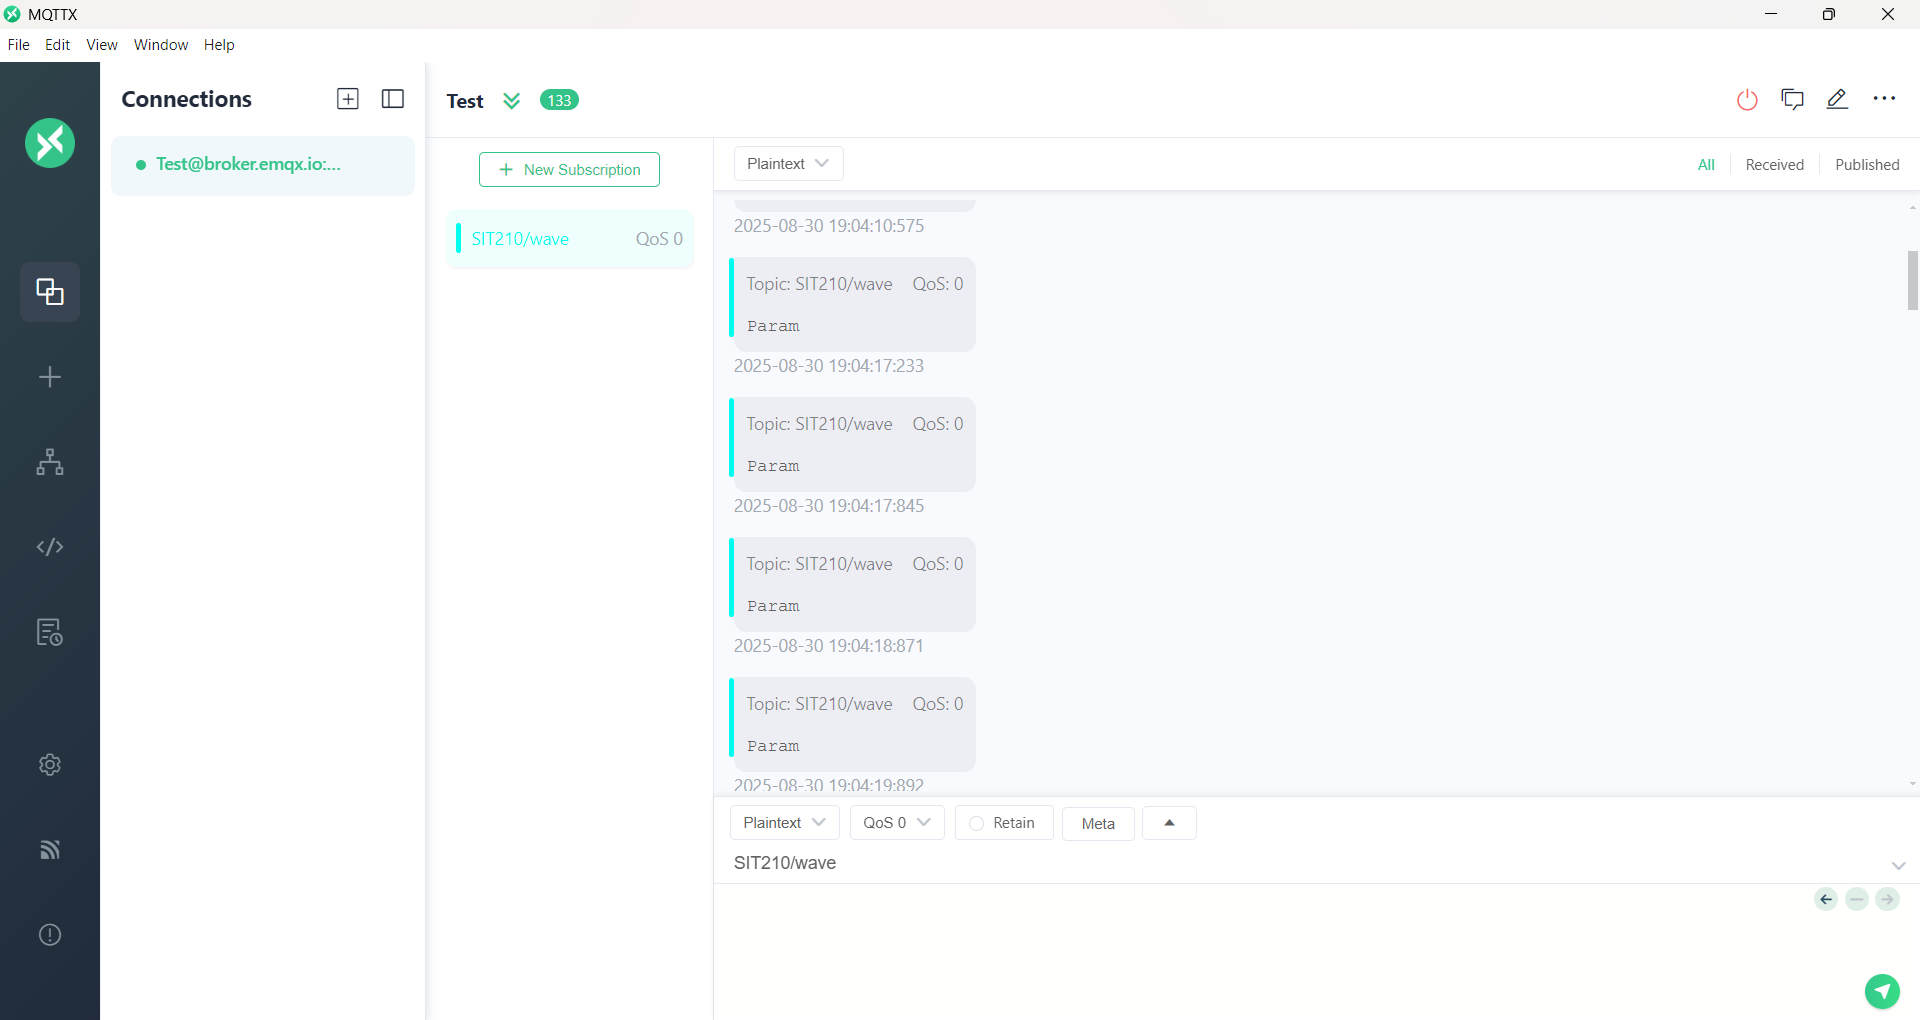 MQTTX
File Edit View Window Help
Connections
Test@broker.emqx.io:...
Test 133
New Subscription
SIT210/wave QoS 0
Plaintext
All Received Published
2025-08-30 19:04:10:575
Topic: SIT210/wave QoS: 0
Param
2025-08-30 19:04:17:233
Topic: SIT210/wave QoS: 0
Param
2025-08-30 19:04:17:845
Topic: SIT210/wave QoS: 0
Param
2025-08-30 19:04:18:871
Topic: SIT210/wave QoS: 0
Param
2025-08-30 19:04:19:892
Plaintext QoS 0 Retain Meta
SIT210/wave